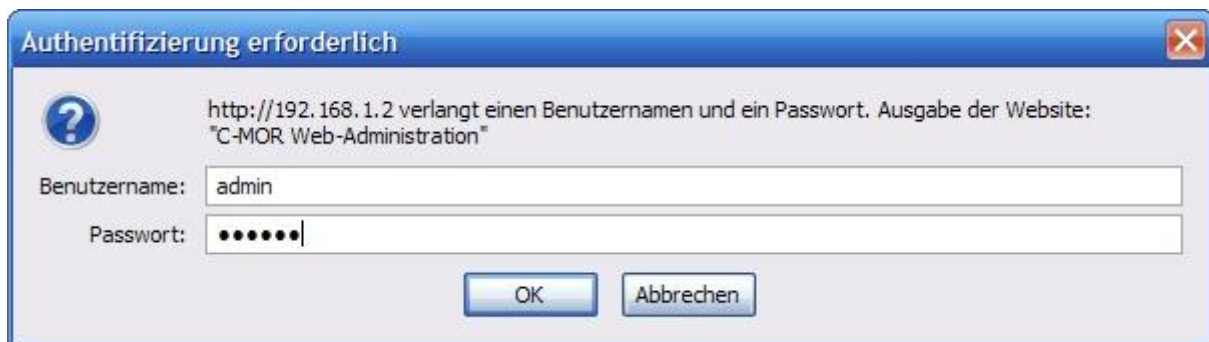 Authentifizierung erforderlich
http://192.168.1.2 verlangt einen Benutzernamen und ein Passwort. Ausgabe der Website:
"C-MOR Web-Administration"
Benutzername: admin
Passwort: ●●●●●●
OK Abbrechen